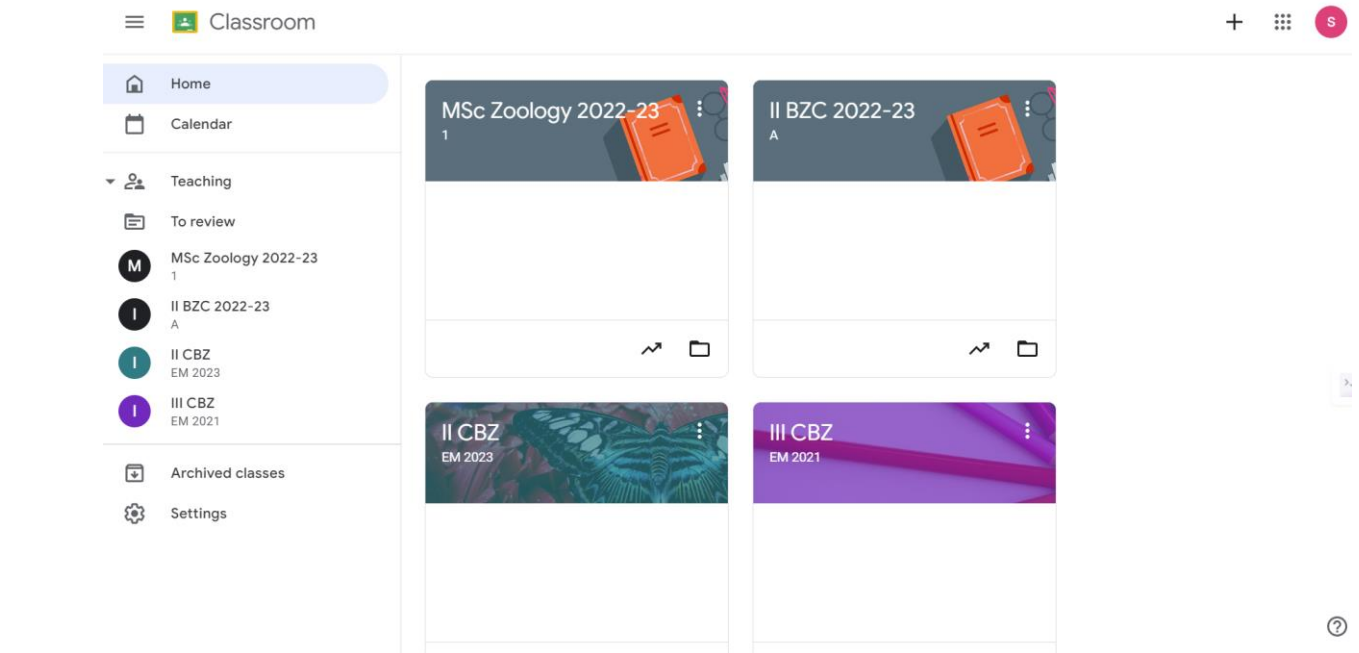 Classroom
S
Home
Calendar
Teaching
To review
M
MSc Zoology 2022-23
1
I
II BZC 2022-23
A
I
II CBZ
EM 2023
I
III CBZ
EM 2021
Archived classes
Settings
MSc Zoology 2022-23
1
II BZC 2022-23
A
II CBZ
EM 2023
III CBZ
EM 2021